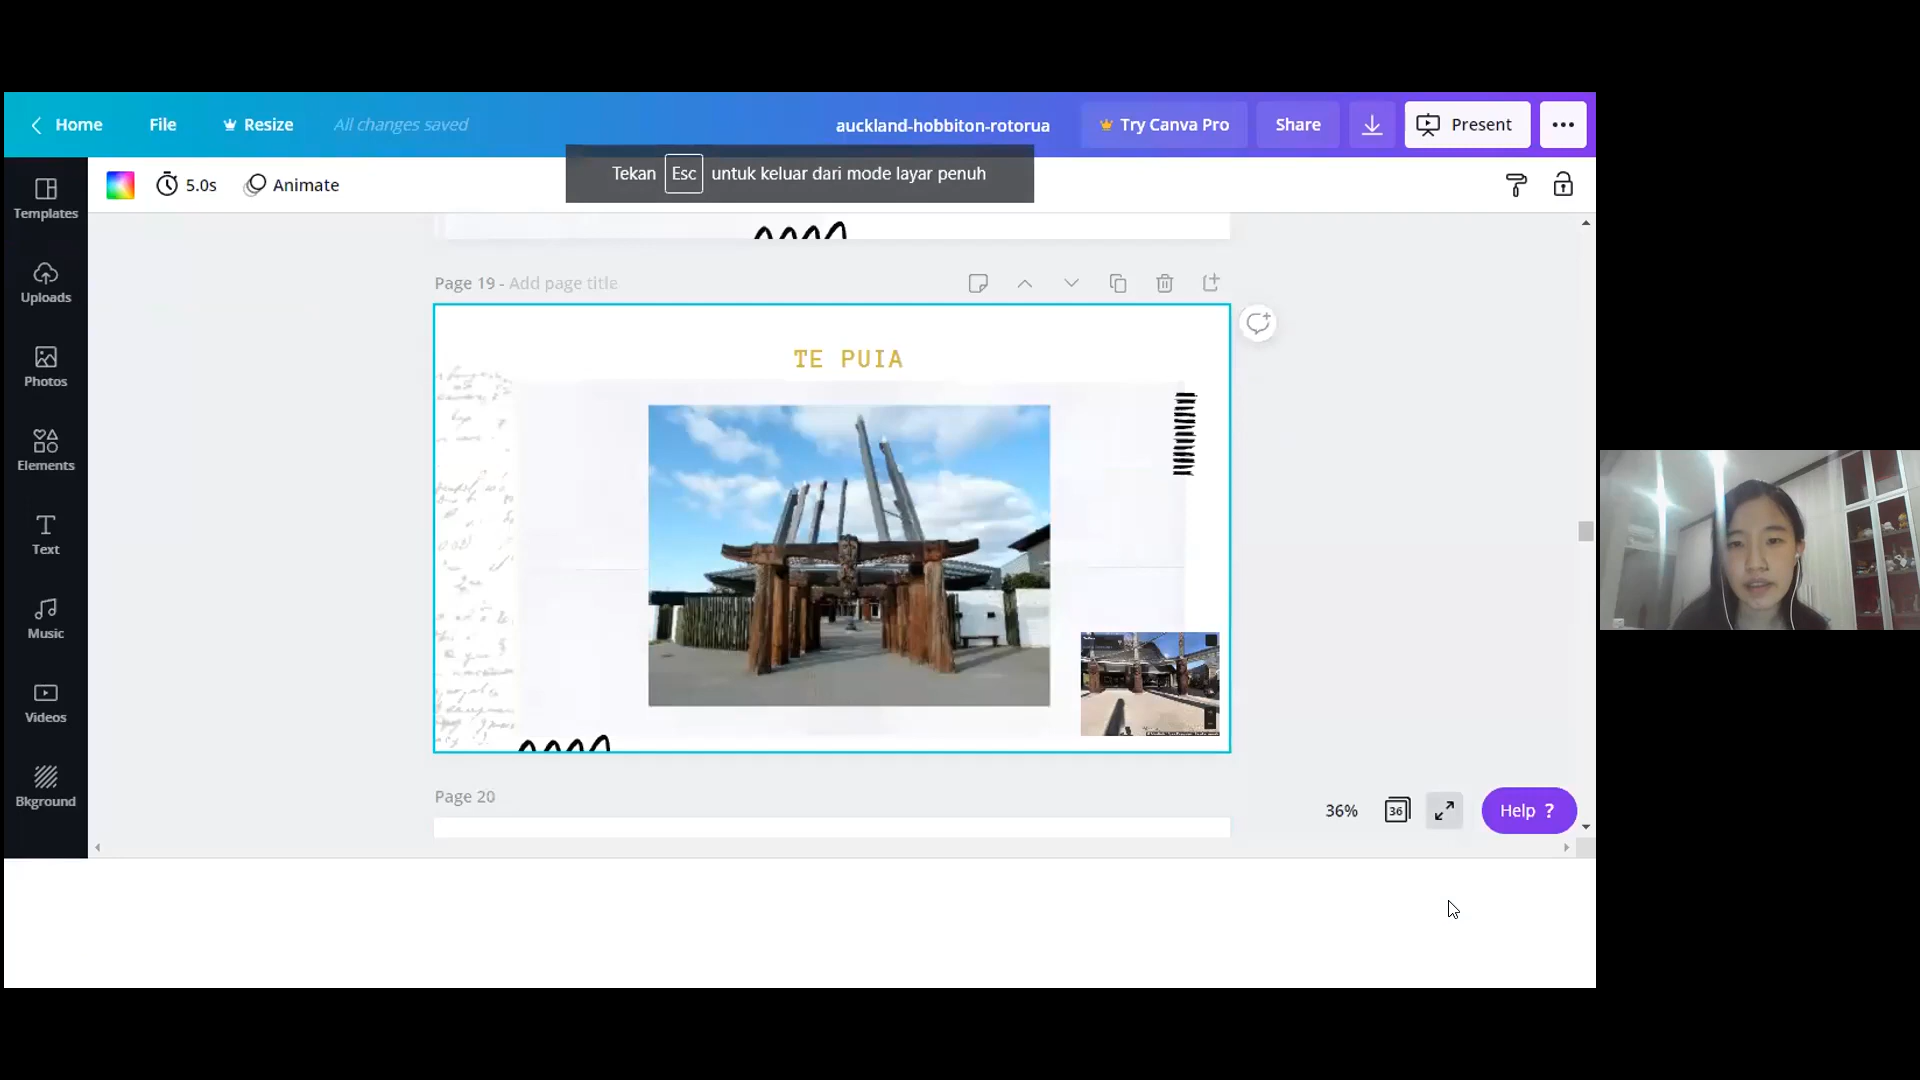 Home
File
Resize
All changes saved
auckland-hobbiton-rotorua
Try Canva Pro
Share
Present
Tekan Esc untuk keluar dari mode layar penuh
5.0s
Animate
Templates
Uploads
Photos
Elements
Text
Music
Videos
Bkground
Page 19 - Add page title
TE PUIA
Page 20
36%
36
Help ?